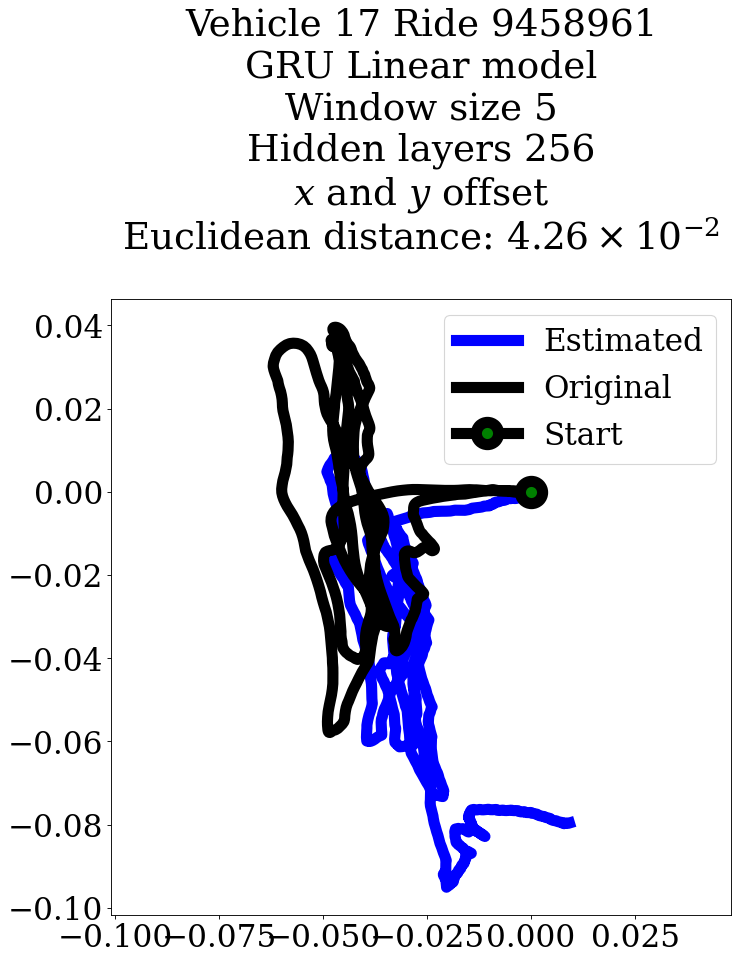 Vehicle 17 Ride 9458961
GRU Linear model
Window size 5
Hidden layers 256
x and y offset
Euclidean distance: 4.26 × 10⁻²
Estimated
Original
Start
0.04
0.02
0.00
−0.02
−0.04
−0.06
−0.08
−0.10
−0.100 −0.075 −0.050 −0.025 0.000 0.025